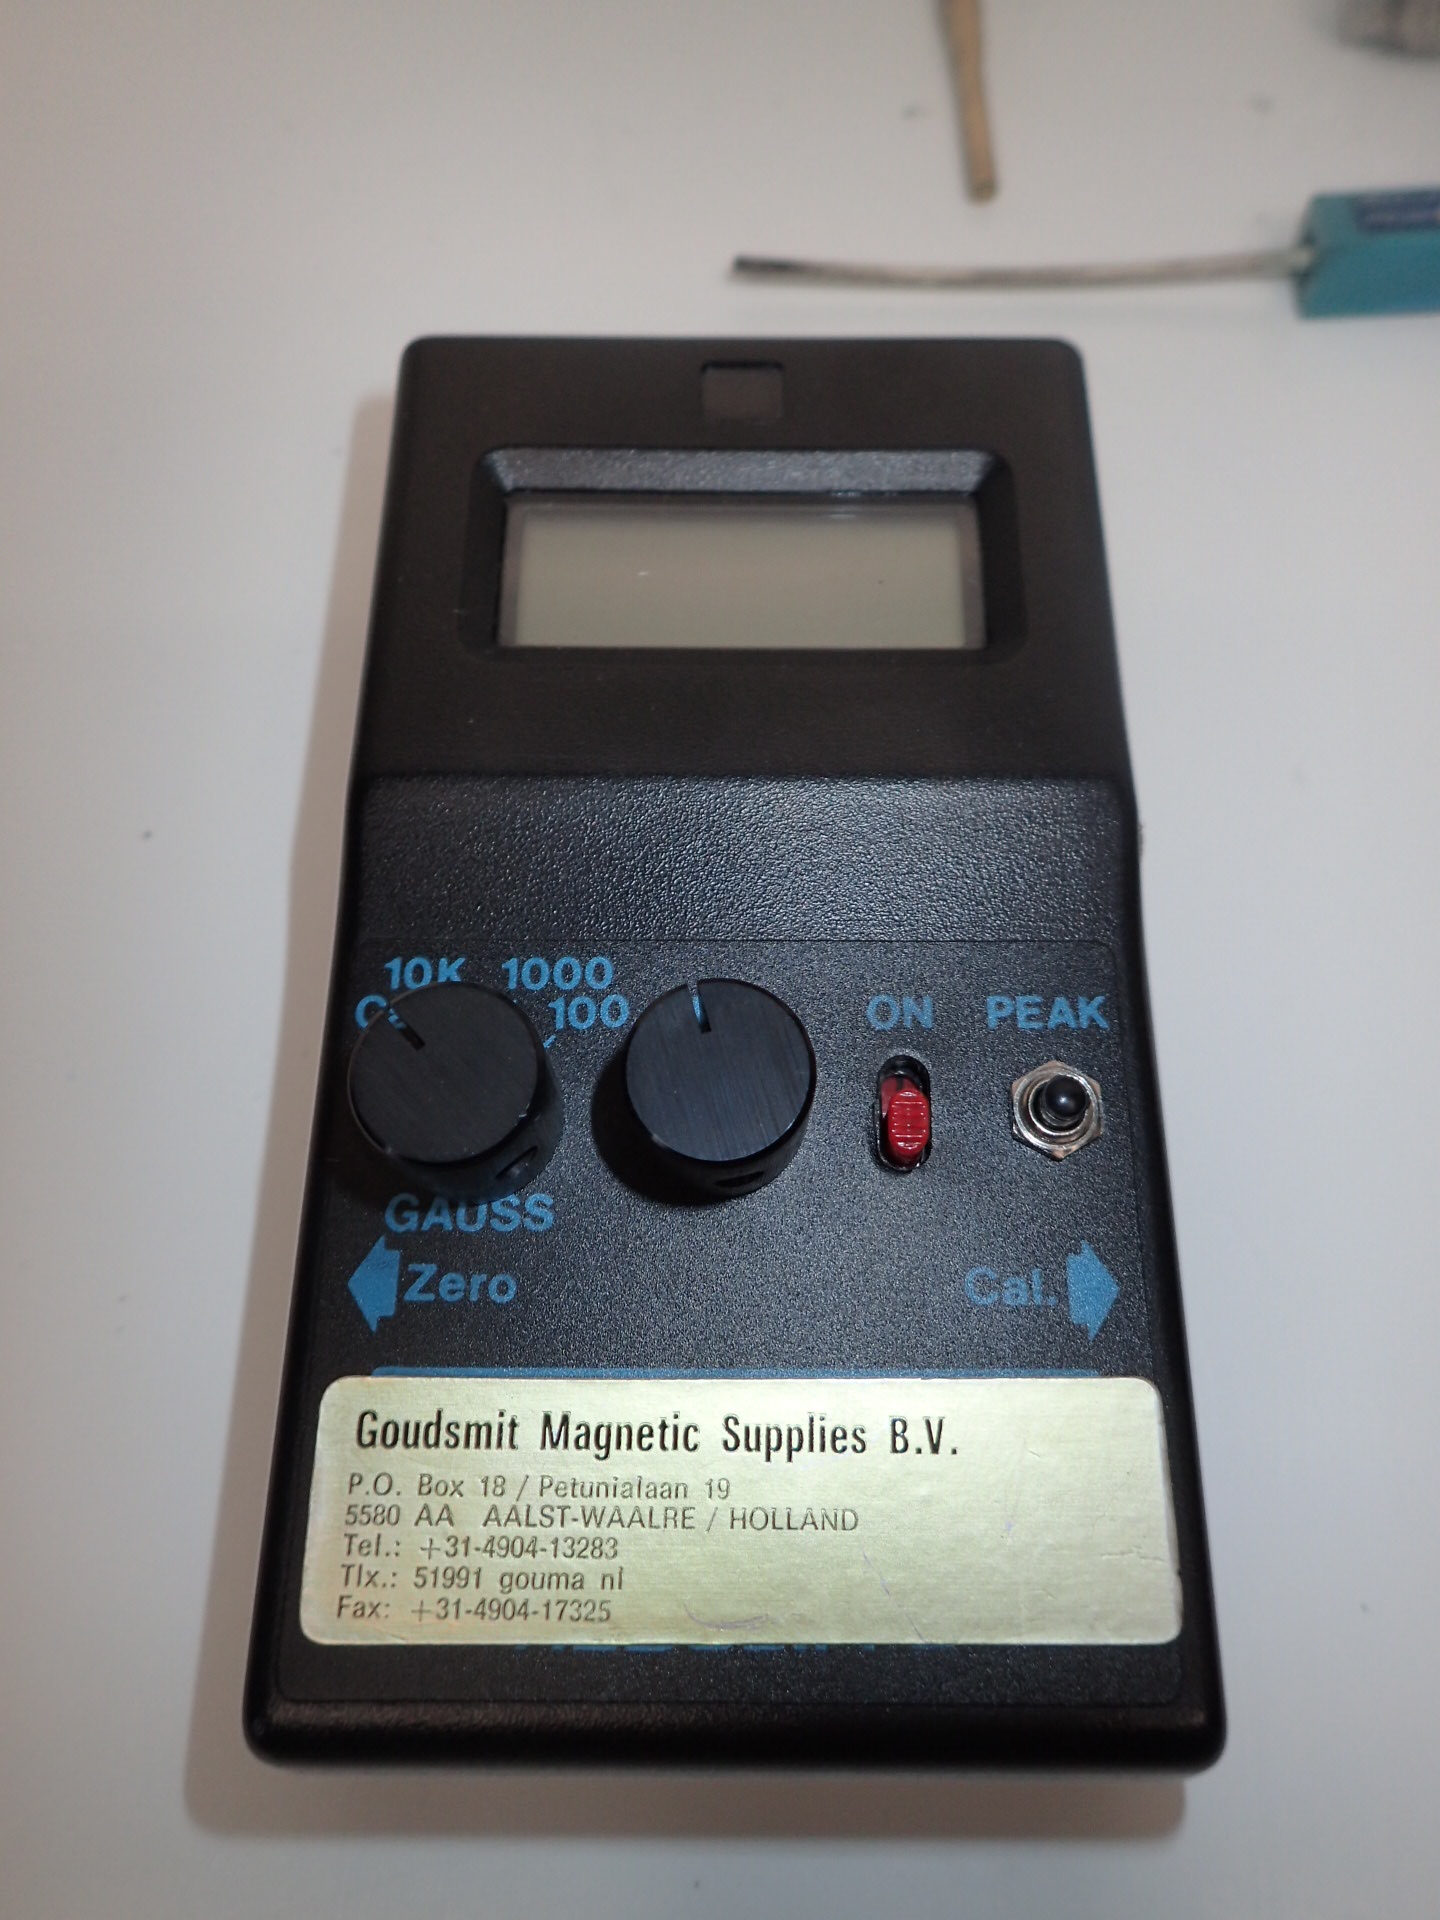 10K 1000
100
ON PEAK
GAUSS
Zero Cal.
Goudsmit Magnetic Supplies B.V.
P.O. Box 18 / Petunialaan 19
5580 AA AALST-WAALRE / HOLLAND
Tel.: +31-4904-13283
Tlx.: 51991 gouma nl
Fax: +31-4904-17325